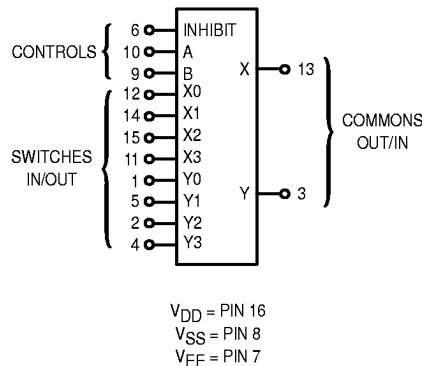 CONTROLS
SWITCHES
IN/OUT
6 INHIBIT
10 A
9 B
12 X0
14 X1
15 X2
11 X3
1 Y0
5 Y1
2 Y2
4 Y3
X 13
Y 3
COMMONS
OUT/IN
VDD = PIN 16
VSS = PIN 8
VEE = PIN 7